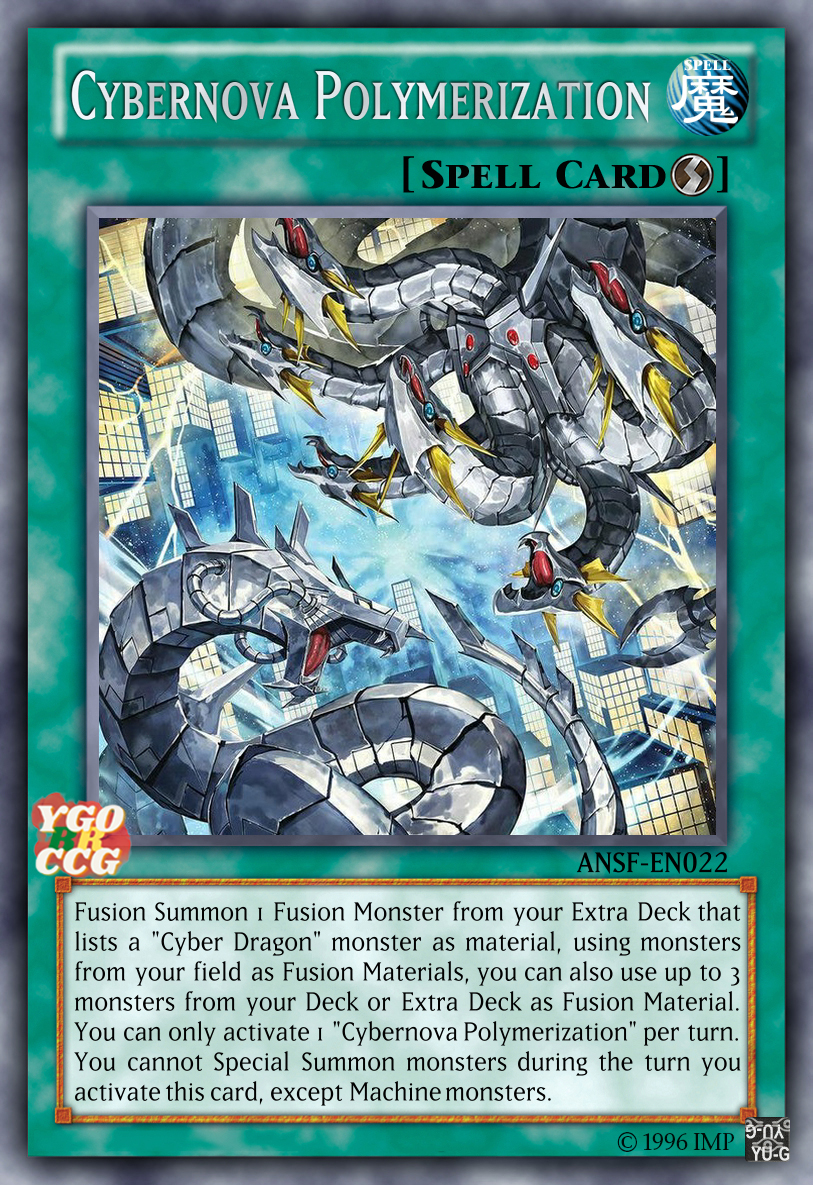 CYBERNOVA POLYMERIZATION
SPELL
魔
[SPELL CARD]
YGO
BR
CCG
ANSF-EN022
Fusion Summon 1 Fusion Monster from your Extra Deck that
lists a "Cyber Dragon" monster as material, using monsters
from your field as Fusion Materials, you can also use up to 3
monsters from your Deck or Extra Deck as Fusion Material.
You can only activate 1 "Cybernova Polymerization" per turn.
You cannot Special Summon monsters during the turn you
activate this card, except Machine monsters.
© 1996 IMP
YU-G
YU-G